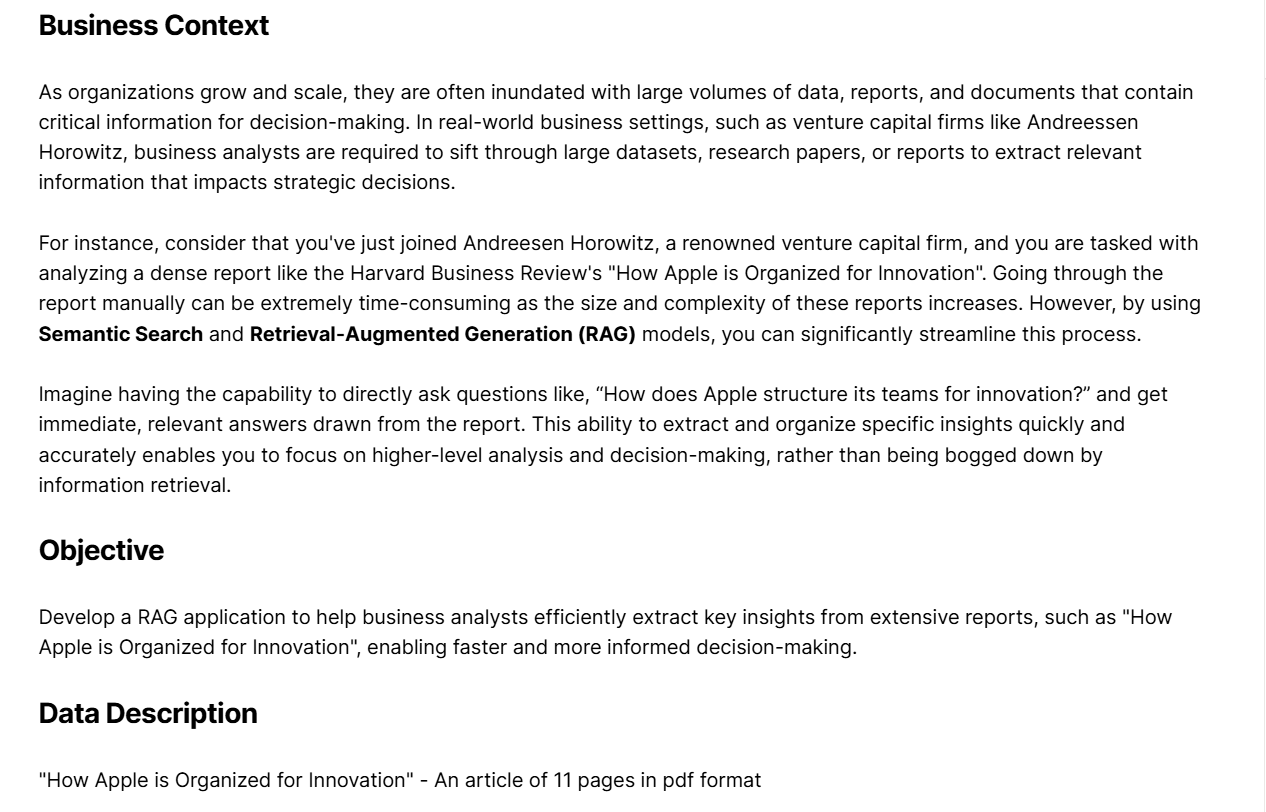 Business Context
As organizations grow and scale, they are often inundated with large volumes of data, reports, and documents that contain
critical information for decision-making. In real-world business settings, such as venture capital firms like Andreessen
Horowitz, business analysts are required to sift through large datasets, research papers, or reports to extract relevant
information that impacts strategic decisions.
For instance, consider that you've just joined Andreesen Horowitz, a renowned venture capital firm, and you are tasked with
analyzing a dense report like the Harvard Business Review's "How Apple is Organized for Innovation". Going through the
report manually can be extremely time-consuming as the size and complexity of these reports increases. However, by using
Semantic Search and Retrieval-Augmented Generation (RAG) models, you can significantly streamline this process.
Imagine having the capability to directly ask questions like, “How does Apple structure its teams for innovation?” and get
immediate, relevant answers drawn from the report. This ability to extract and organize specific insights quickly and
accurately enables you to focus on higher-level analysis and decision-making, rather than being bogged down by
information retrieval.
Objective
Develop a RAG application to help business analysts efficiently extract key insights from extensive reports, such as "How
Apple is Organized for Innovation", enabling faster and more informed decision-making.
Data Description
"How Apple is Organized for Innovation" - An article of 11 pages in pdf format